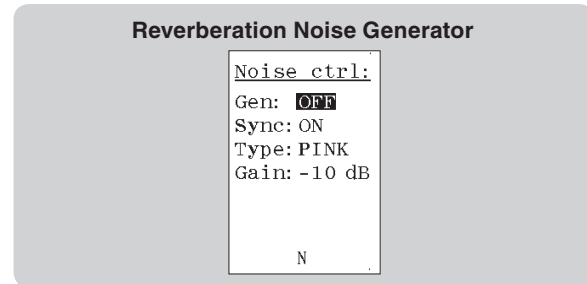 Reverberation Noise Generator
Noise ctrl:
Gen: OFF
Sync: ON
Type: PINK
Gain: -10 dB
N